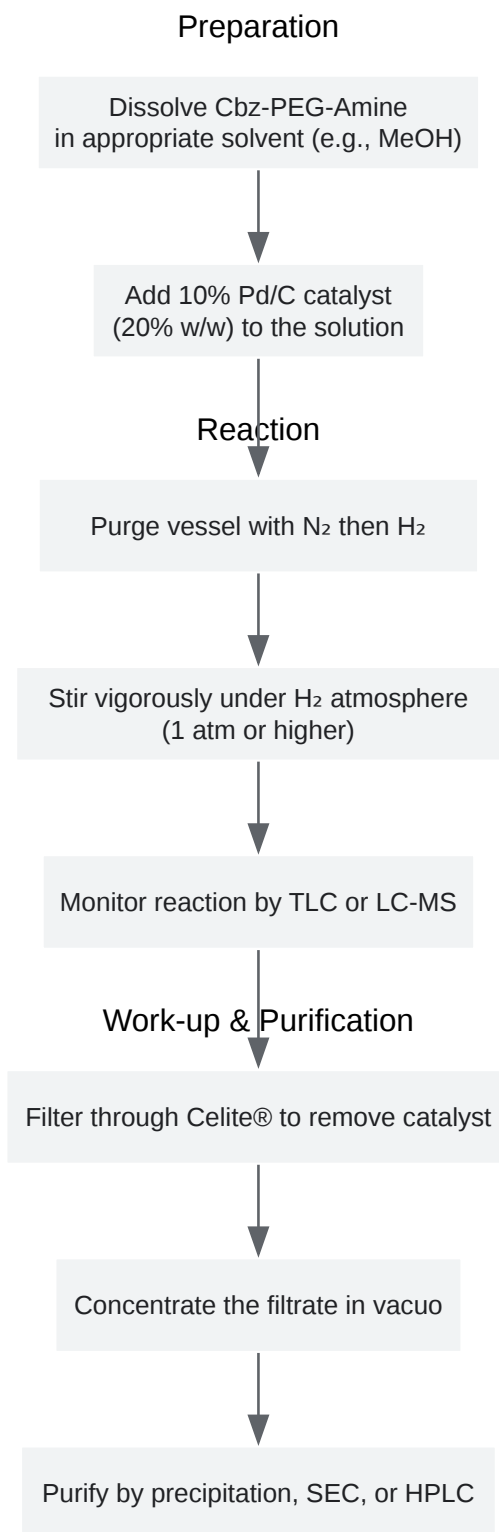 Preparation
Dissolve Cbz-PEG-Amine
in appropriate solvent (e.g., MeOH)
Add 10% Pd/C catalyst
(20% w/w) to the solution
Reaction
Purge vessel with N₂ then H₂
Stir vigorously under H₂ atmosphere
(1 atm or higher)
Monitor reaction by TLC or LC-MS
Work-up & Purification
Filter through Celite® to remove catalyst
Concentrate the filtrate in vacuo
Purify by precipitation, SEC, or HPLC